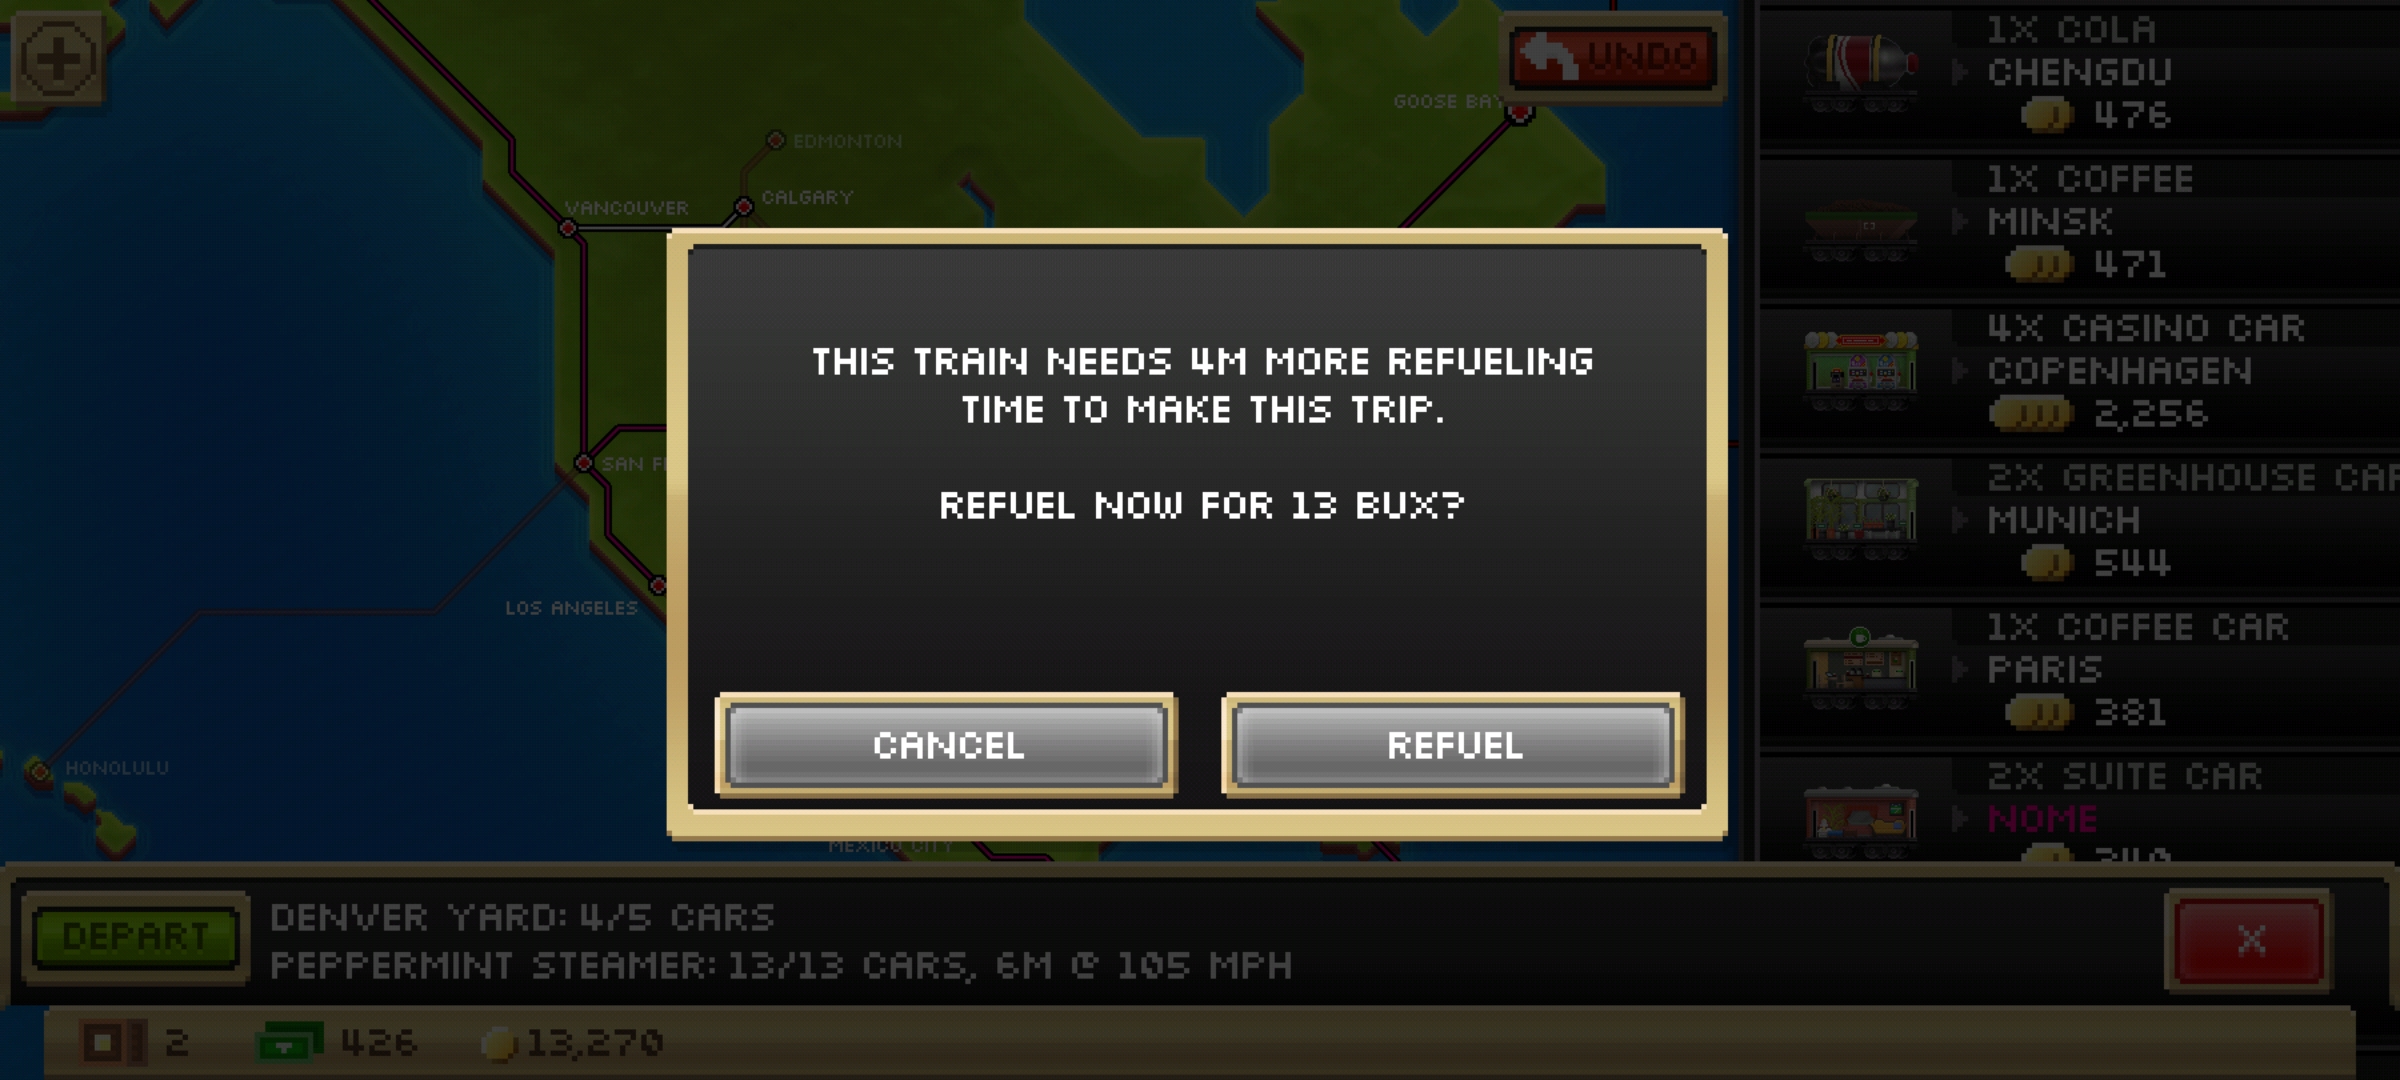 UNDO
GOOSE BAY
EDMONTON
CALGARY
VANCOUVER
SAN F
LOS ANGELES
HONOLULU
MEXICO CITY
THIS TRAIN NEEDS 4M MORE REFUELING
TIME TO MAKE THIS TRIP.
REFUEL NOW FOR 13 BUX?
CANCEL
REFUEL
1X COLA
CHENGDU
476
1X COFFEE
MINSK
471
4X CASINO CAR
COPENHAGEN
2,256
2X GREENHOUSE CAR
MUNICH
544
1X COFFEE CAR
PARIS
381
2X SUITE CAR
NOME
DEPART
DENVER YARD: 4/5 CARS
PEPPERMINT STEAMER: 13/13 CARS, 6M @ 105 MPH
X
2
426
13,270